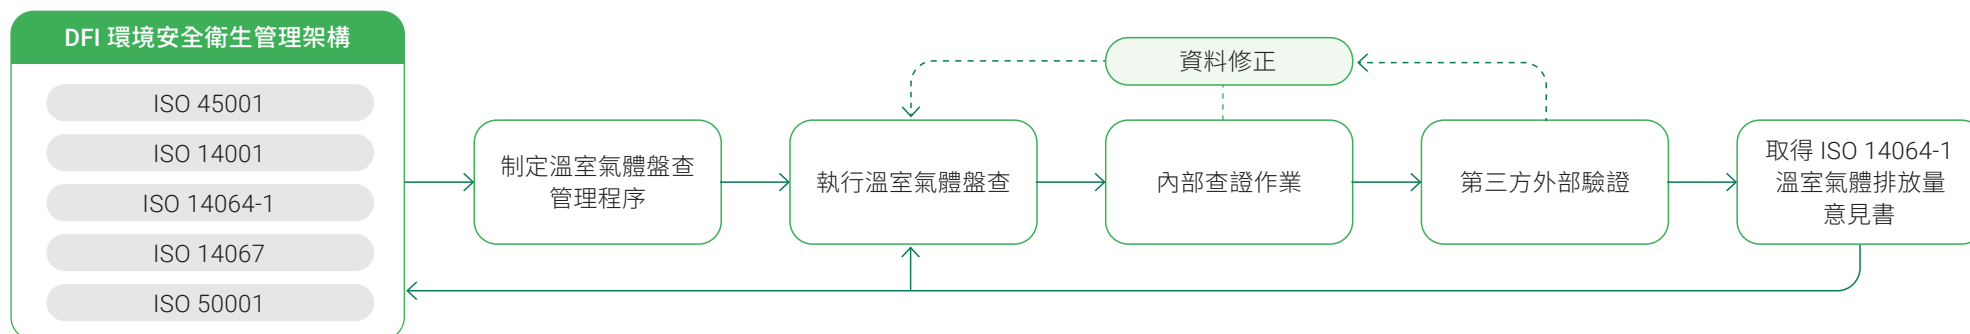 DFI 環境安全衛生管理架構
ISO 45001
ISO 14001
ISO 14064-1
ISO 14067
ISO 50001
制定溫室氣體盤查
管理程序
執行溫室氣體盤查
資料修正
內部查證作業
第三方外部驗證
取得 ISO 14064-1
溫室氣體排放量
意見書